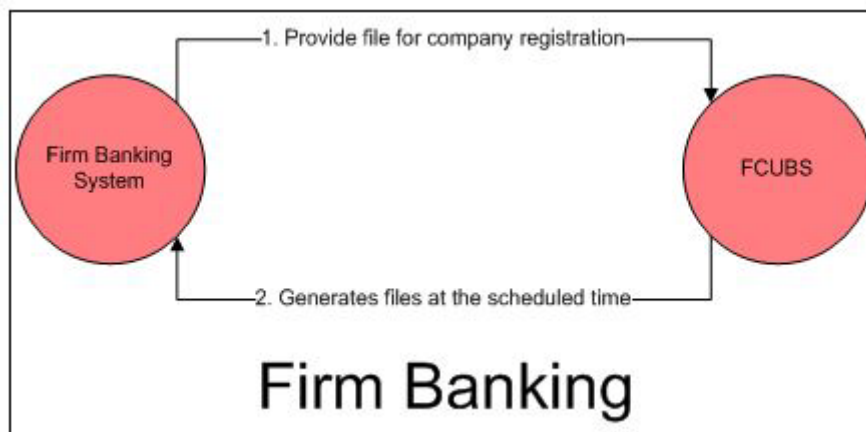 1. Provide file for company registration
Firm Banking
System
FCUBS
2. Generates files at the scheduled time
Firm Banking